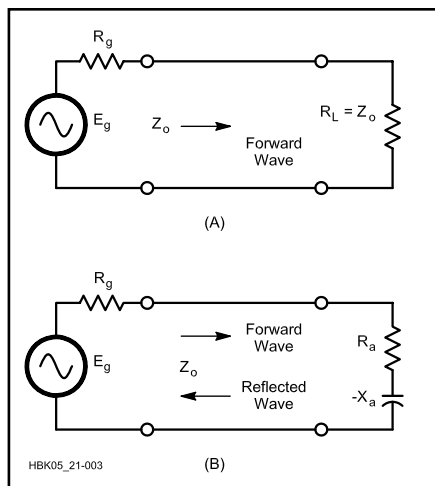 Rg
Eg
Zo
Forward
Wave
RL = Zo
(A)
Rg
Eg
Forward
Wave
Zo
Reflected
Wave
Ra
-Xa
HBK05_21-003
(B)